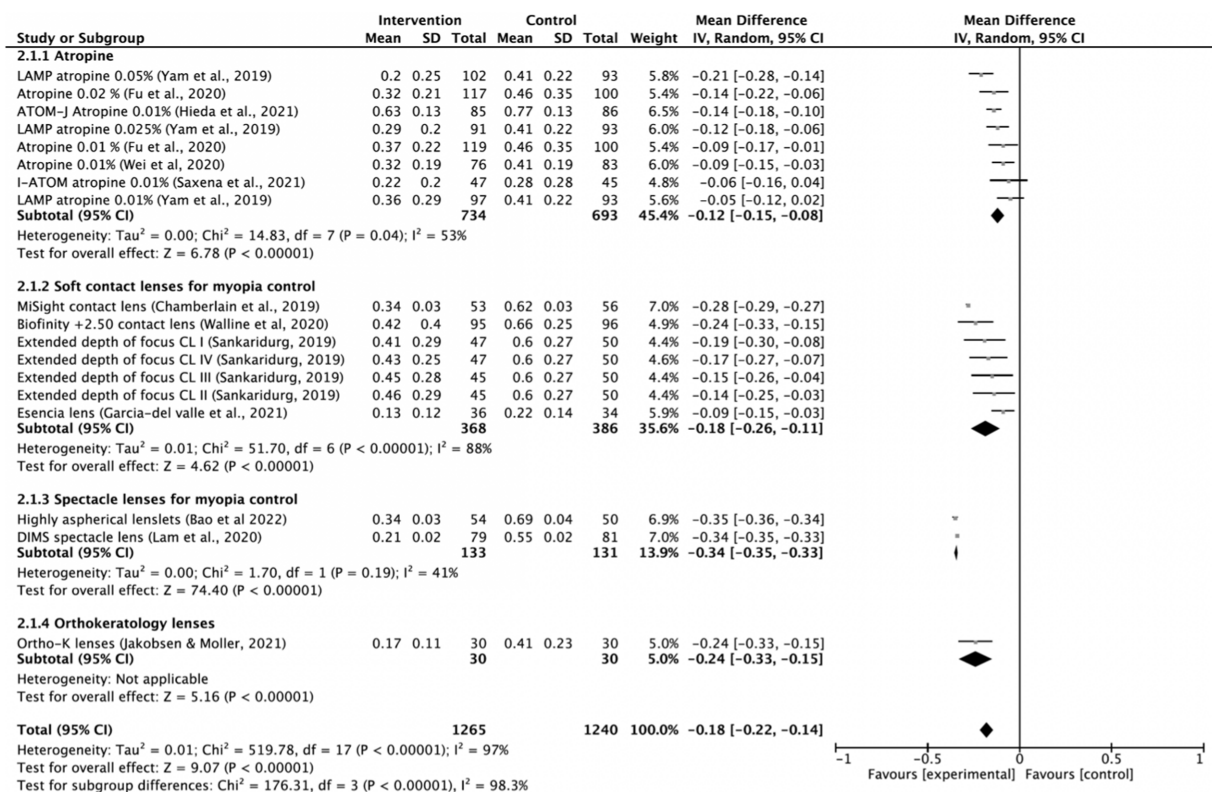 Intervention Control Mean Difference Mean Difference
Study or Subgroup Mean SD Total Mean SD Total Weight IV, Random, 95% CI IV, Random, 95% CI
2.1.1 Atropine
LAMP atropine 0.05% (Yam et al., 2019) 0.2 0.25 102 0.41 0.22 93 5.8% -0.21 [-0.28, -0.14]
Atropine 0.02 % (Fu et al., 2020) 0.32 0.21 117 0.46 0.35 100 5.4% -0.14 [-0.22, -0.06]
ATOM-J Atropine 0.01% (Hieda et al., 2021) 0.63 0.13 85 0.77 0.13 86 6.4% -0.14 [-0.18, -0.10]
LAMP atropine 0.025% (Yam et al., 2019) 0.29 0.2 91 0.41 0.22 93 6.0% -0.12 [-0.18, -0.06]
Atropine 0.01 % (Fu et al., 2020) 0.37 0.22 119 0.46 0.35 100 5.4% -0.09 [-0.17, -0.01]
Atropine 0.01% (Wei et al, 2020) 0.32 0.19 76 0.41 0.19 83 6.0% -0.09 [-0.15, -0.03]
I-ATOM atropine 0.01% (Saxena et al., 2021) 0.22 0.2 47 0.28 0.28 45 4.8% -0.06 [-0.16, 0.04]
LAMP atropine 0.01% (Yam et al., 2019) 0.36 0.29 97 0.41 0.22 93 5.6% -0.05 [-0.12, 0.02]
Subtotal (95% CI) 734 693 45.4% -0.12 [-0.15, -0.08]
Heterogeneity: Tau² = 0.00; Chi² = 14.83, df = 7 (P = 0.04); I² = 53%
Test for overall effect: Z = 6.78 (P < 0.00001)
2.1.2 Soft contact lenses for myopia control
MiSight contact lens (Chamberlain et al., 2019) 0.34 0.03 53 0.62 0.03 56 7.0% -0.28 [-0.29, -0.27]
Biofinity +2.50 contact lens (Walline et al, 2020) 0.42 0.4 95 0.66 0.25 96 4.9% -0.24 [-0.33, -0.15]
Extended depth of focus CL I (Sankaridurg, 2019) 0.41 0.29 47 0.6 0.27 50 4.4% -0.19 [-0.30, -0.08]
Extended depth of focus CL IV (Sankaridurg, 2019) 0.43 0.25 47 0.6 0.27 50 4.6% -0.17 [-0.27, -0.07]
Extended depth of focus CL III (Sankaridurg, 2019) 0.45 0.28 45 0.6 0.27 50 4.4% -0.15 [-0.26, -0.04]
Extended depth of focus CL II (Sankaridurg, 2019) 0.46 0.29 45 0.6 0.27 50 4.4% -0.14 [-0.25, -0.03]
Esencia lens (Garcia-del valle et al., 2021) 0.13 0.12 36 0.22 0.14 34 5.9% -0.09 [-0.15, -0.03]
Subtotal (95% CI) 368 386 35.6% -0.18 [-0.26, -0.11]
Heterogeneity: Tau² = 0.01; Chi² = 51.70, df = 6 (P < 0.00001); I² = 88%
Test for overall effect: Z = 4.62 (P < 0.00001)
2.1.3 Spectacle lenses for myopia control
Highly aspherical lenslets (Bao et al 2022) 0.34 0.03 54 0.69 0.04 50 6.9% -0.35 [-0.36, -0.34]
DIMS spectacle lens (Lam et al., 2020) 0.21 0.02 79 0.55 0.02 81 7.0% -0.34 [-0.35, -0.33]
Subtotal (95% CI) 133 131 13.9% -0.34 [-0.35, -0.33]
Heterogeneity: Tau² = 0.00; Chi² = 1.70, df = 1 (P = 0.19); I² = 41%
Test for overall effect: Z = 74.40 (P < 0.00001)
2.1.4 Orthokeratology lenses
Ortho-K lenses (Jakobsen & Moller, 2021) 0.17 0.11 30 0.41 0.23 30 5.0% -0.24 [-0.33, -0.15]
Subtotal (95% CI) 30 30 5.0% -0.24 [-0.33, -0.15]
Heterogeneity: Not applicable
Test for overall effect: Z = 5.16 (P < 0.00001)
Total (95% CI) 1265 1240 100.0% -0.18 [-0.22, -0.14]
Heterogeneity: Tau² = 0.01; Chi² = 519.78, df = 17 (P < 0.00001); I² = 97%
Test for overall effect: Z = 9.07 (P < 0.00001)
Test for subgroup differences: Chi² = 176.31, df = 3 (P < 0.00001), I² = 98.3%
-1 -0.5 0 0.5 1
Favours [experimental] Favours [control]